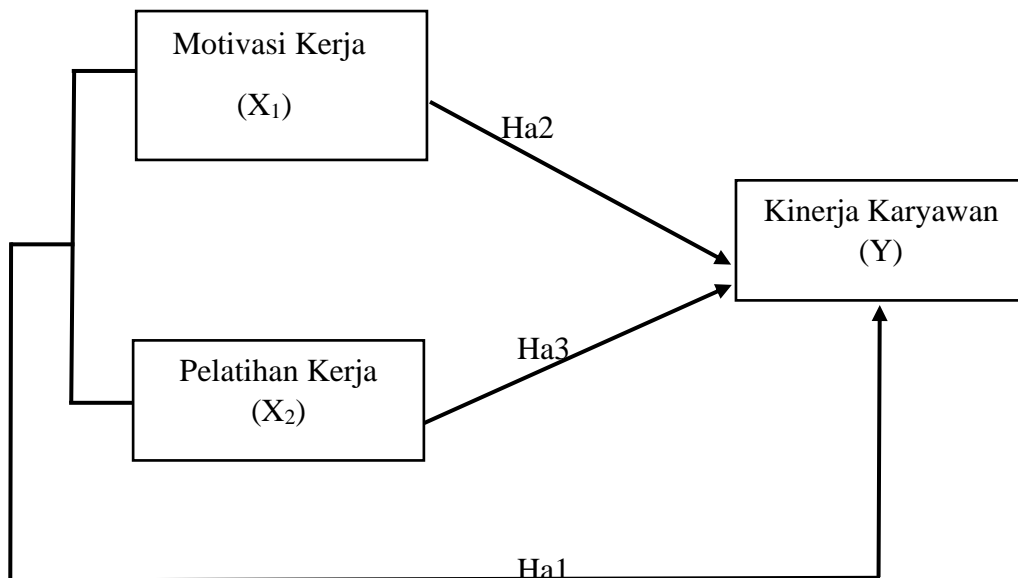 Motivasi Kerja
(X₁)
Ha2
Kinerja Karyawan
(Y)
Ha3
Pelatihan Kerja
(X₂)
Ha1